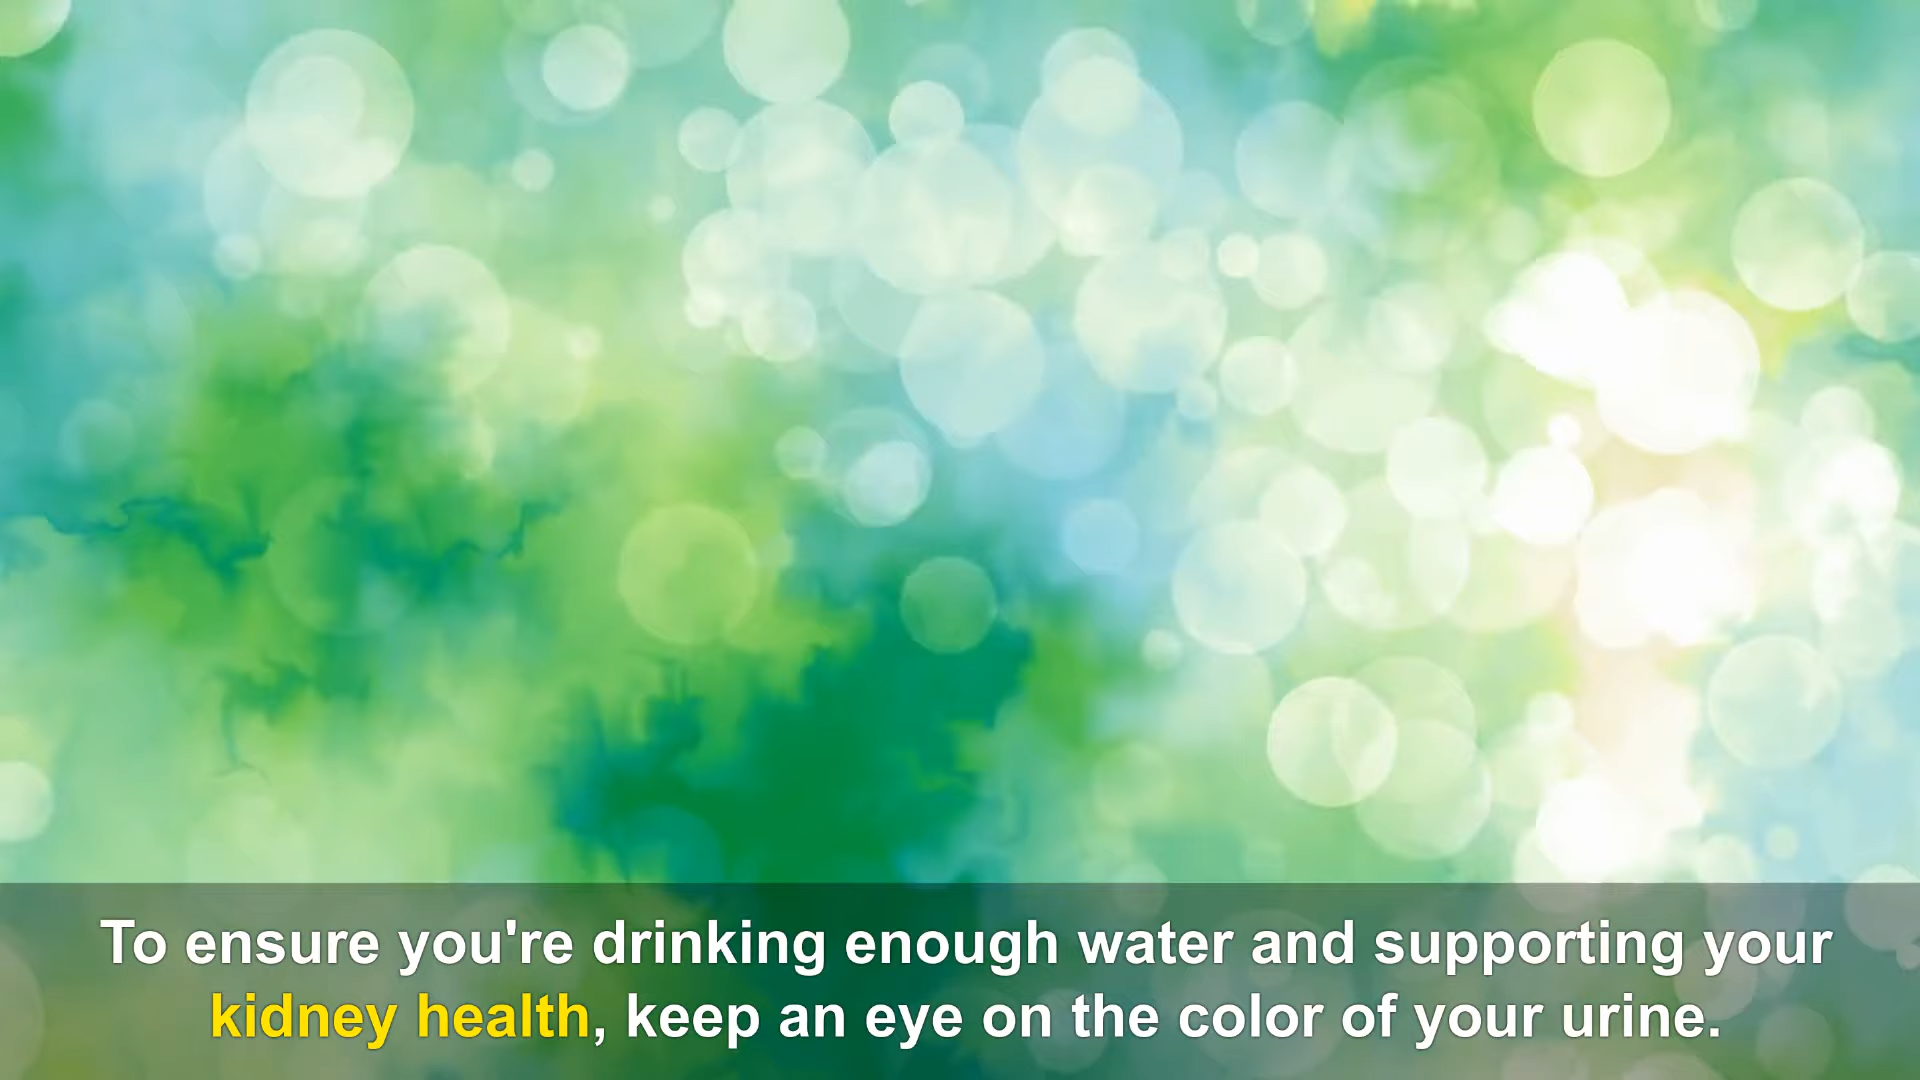 To ensure you're drinking enough water and supporting your
kidney health, keep an eye on the color of your urine.